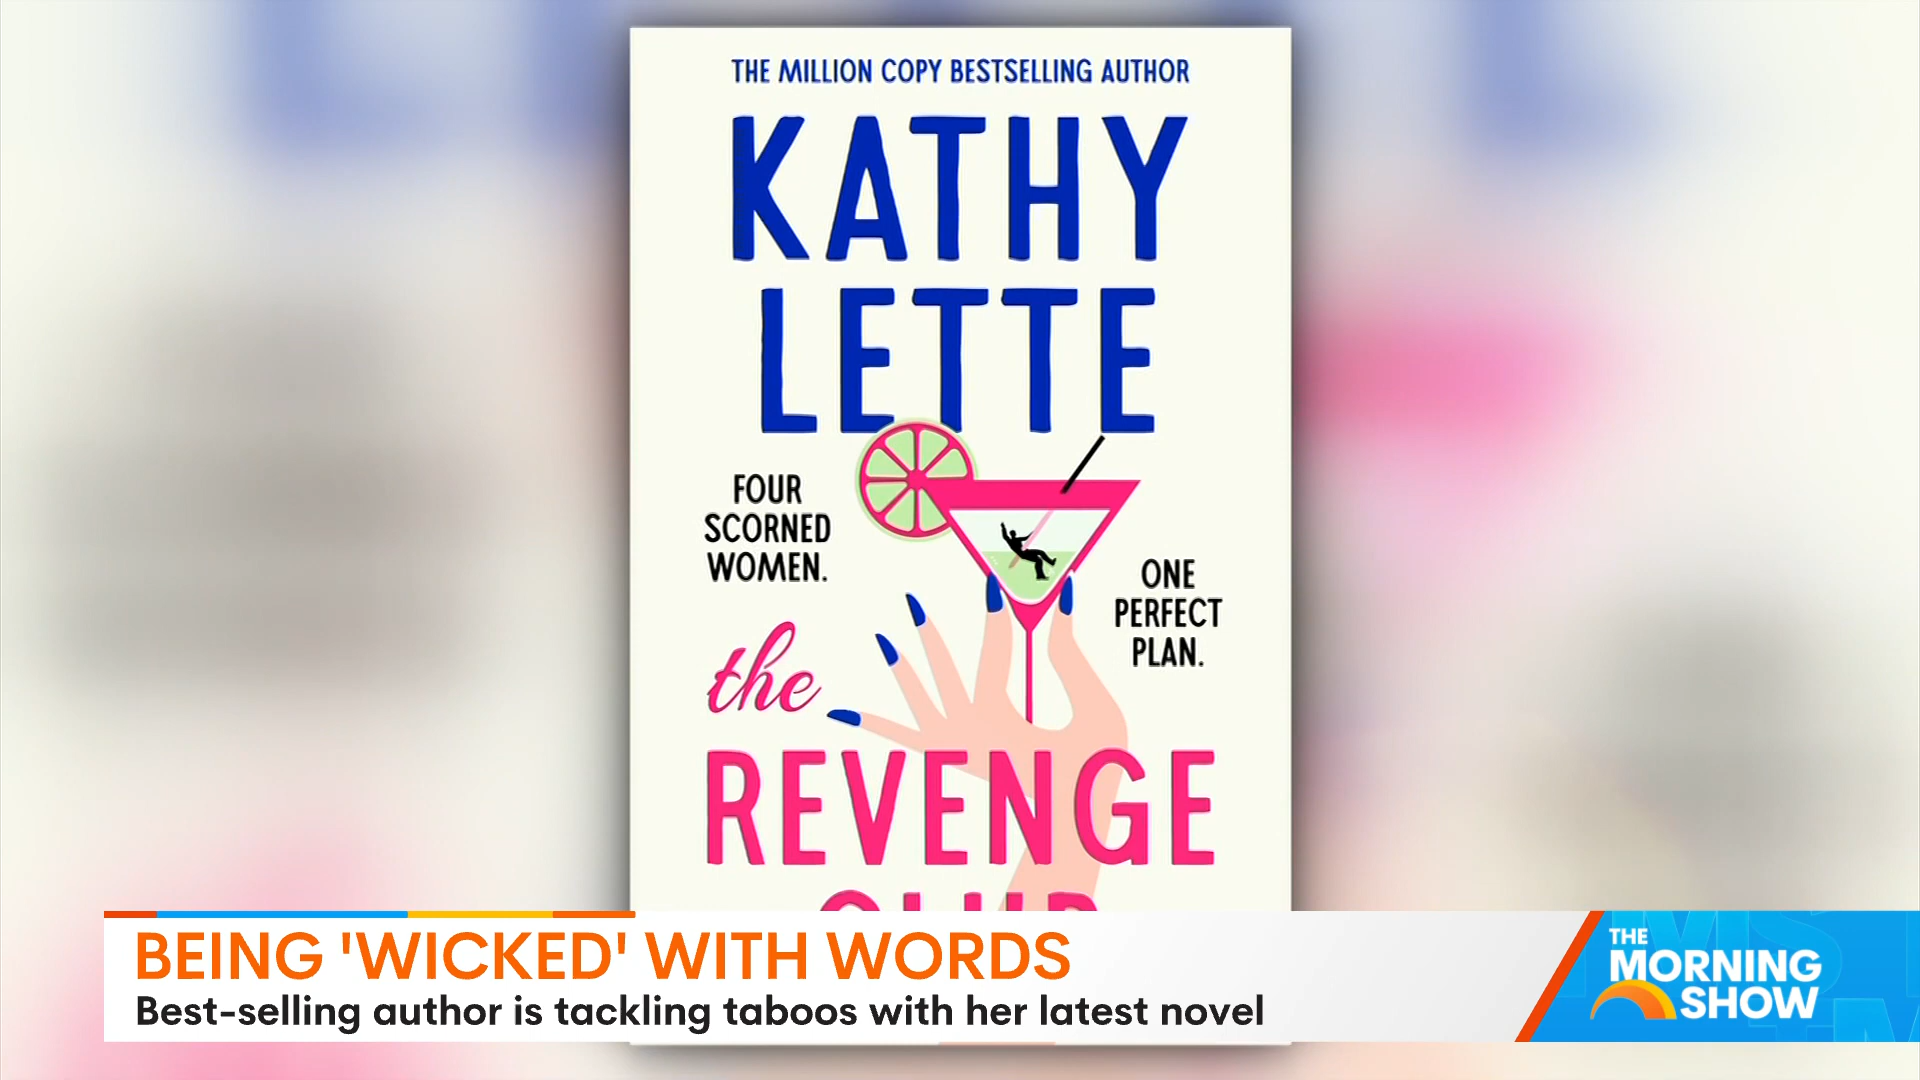 THE MILLION COPY BESTSELLING AUTHOR
KATHY
LETTE
FOUR
SCORNED
WOMEN.
ONE
PERFECT
PLAN.
the
REVENGE
CLUB
BEING 'WICKED' WITH WORDS
Best-selling author is tackling taboos with her latest novel
THE
MORNING
SHOW